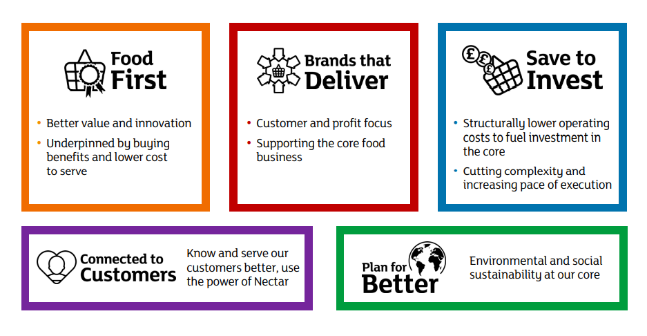 Food
First
• Better value and innovation
• Underpinned by buying
benefits and lower cost
to serve
Brands that
Deliver
• Customer and profit focus
• Supporting the core food
business
£
£
£
Save to
Invest
• Structurally lower operating
costs to fuel investment in
the core
• Cutting complexity and
increasing pace of execution
Connected to
Customers
Know and serve our
customers better, use
the power of Nectar
Plan for
Better
Environmental and social
sustainability at our core